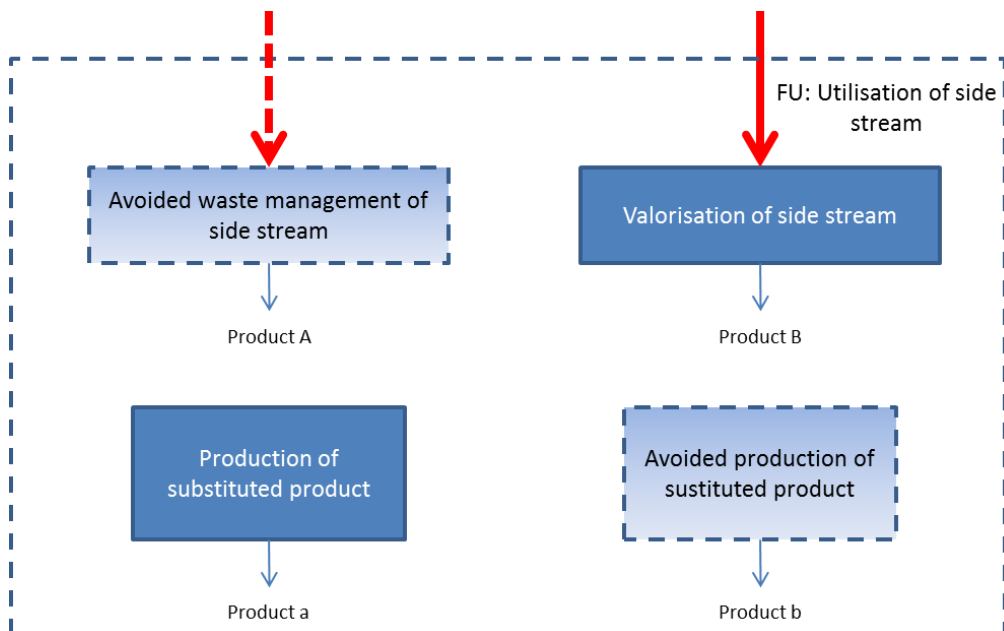 FU: Utilisation of side
stream
Avoided waste management of
side stream
Valorisation of side stream
Product A
Product B
Production of
substituted product
Avoided production of
sustituted product
Product a
Product b